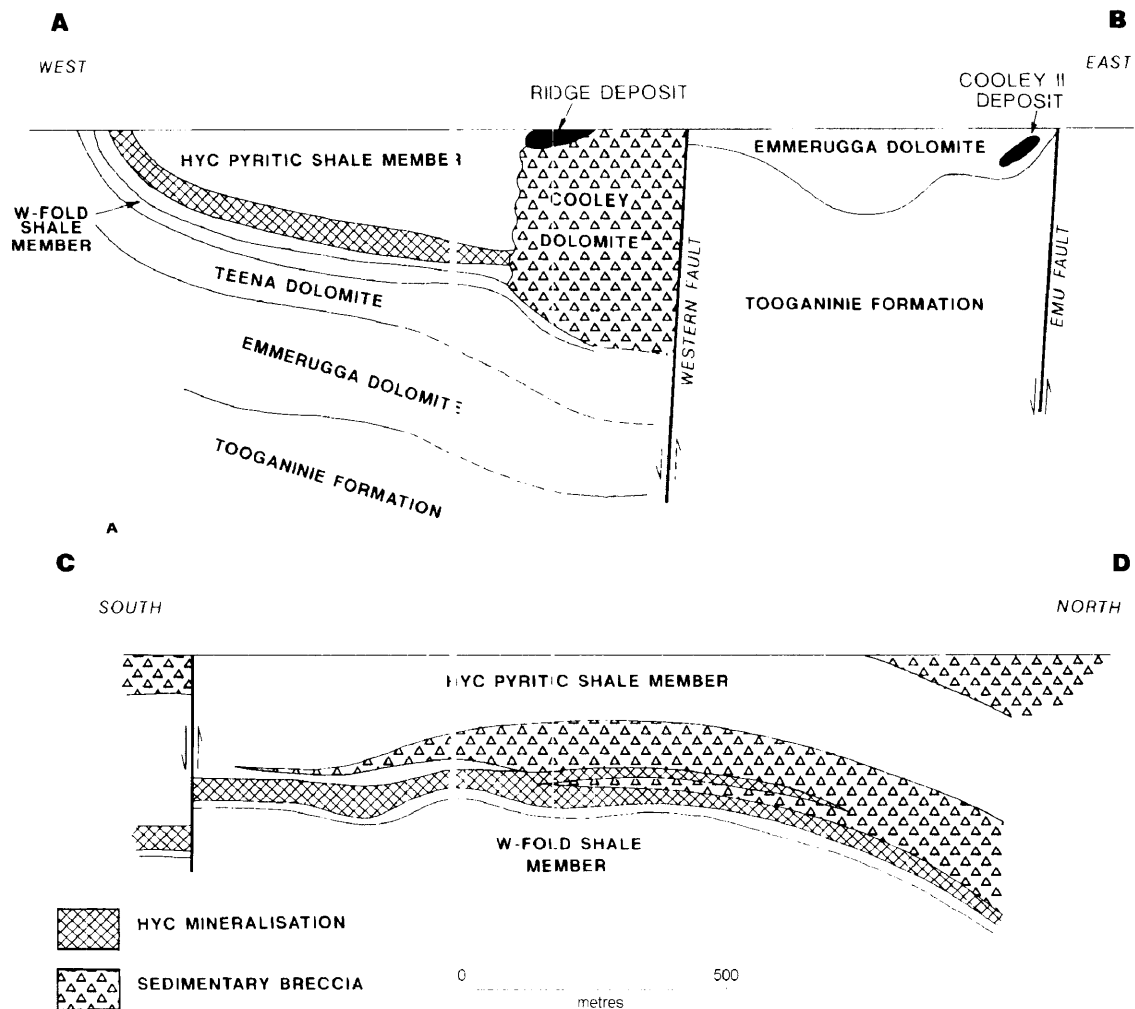 A
B
WEST
EAST
RIDGE DEPOSIT
COOLEY II
DEPOSIT
HYC PYRITIC SHALE MEMBER
EMMERUGGA DOLOMITE
W-FOLD
SHALE
MEMBER
COOLEY
DOLOMITE
TEENA DOLOMITE
EMMERUGGA DOLOMITE
TOOGANINIE FORMATION
WESTERN FAULT
TOOGANINIE FORMATION
EMU FAULT
A
C
D
SOUTH
NORTH
HYC PYRITIC SHALE MEMBER
W-FOLD SHALE
MEMBER
HYC MINERALISATION
SEDIMENTARY BRECCIA
0 500
metres